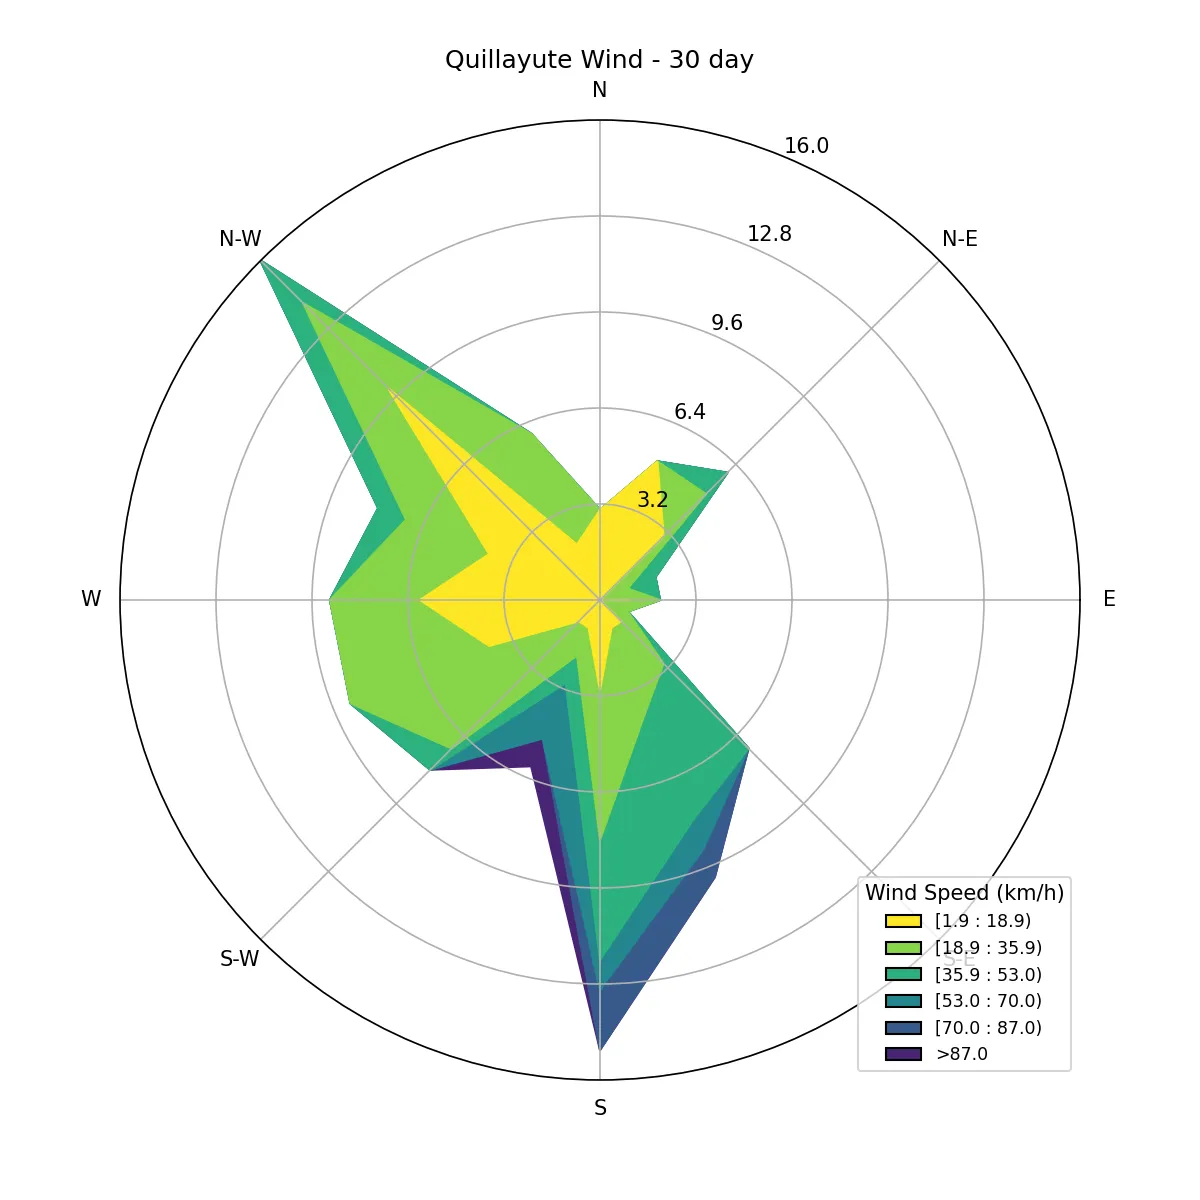 Quillayute Wind - 30 day
N
16.0
12.8
N-W
N-E
9.6
6.4
3.2
W
E
Wind Speed (km/h)
[1.9 : 18.9)
[18.9 : 35.9)
S-W
S-E
[35.9 : 53.0)
[53.0 : 70.0)
[70.0 : 87.0)
>87.0
S